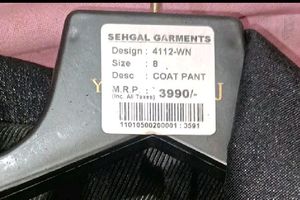 SEHGAL GARMENTS
Design : 4112-WN
Size : 8
Desc : COAT PANT
M.R.P. : 3990/-
(Inc. All Taxes)
11010500200001 : 3591